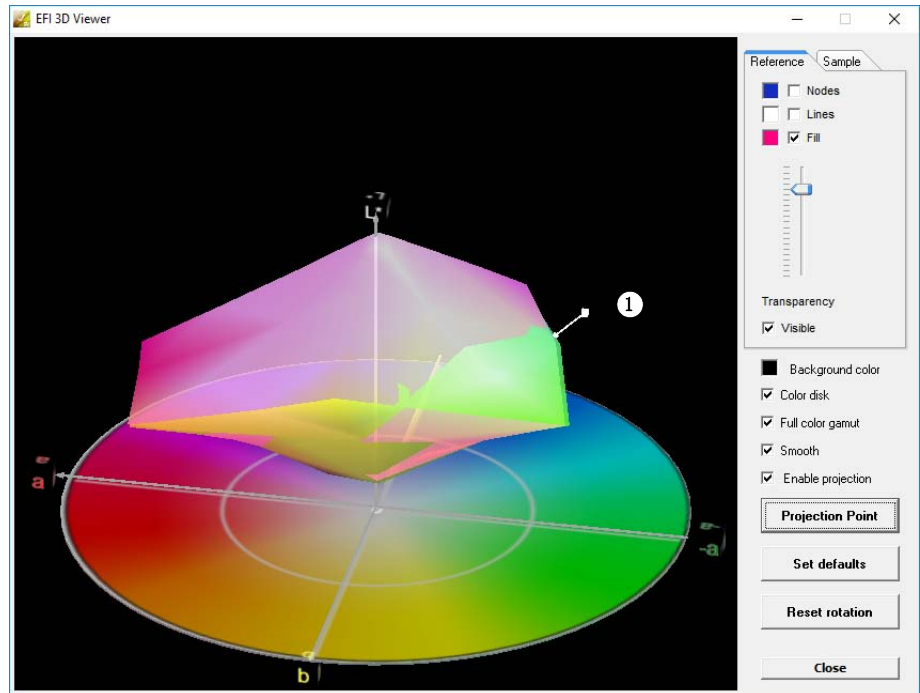 EFI 3D Viewer
Reference Sample
Nodes
Lines
Fill
Transparency
Visible
Background color
Color disk
Full color gamut
Smooth
Enable projection
Projection Point
Set defaults
Reset rotation
Close
L*
1
a
-a
b